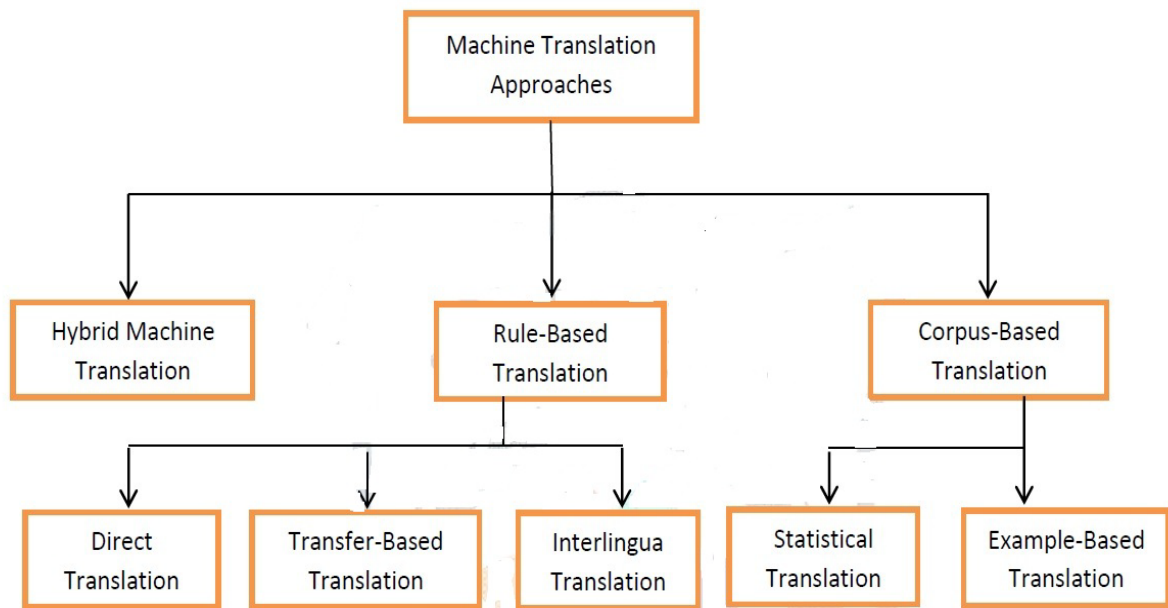 Machine Translation
Approaches
Hybrid Machine
Translation
Rule-Based
Translation
Corpus-Based
Translation
Direct
Translation
Transfer-Based
Translation
Interlingua
Translation
Statistical
Translation
Example-Based
Translation